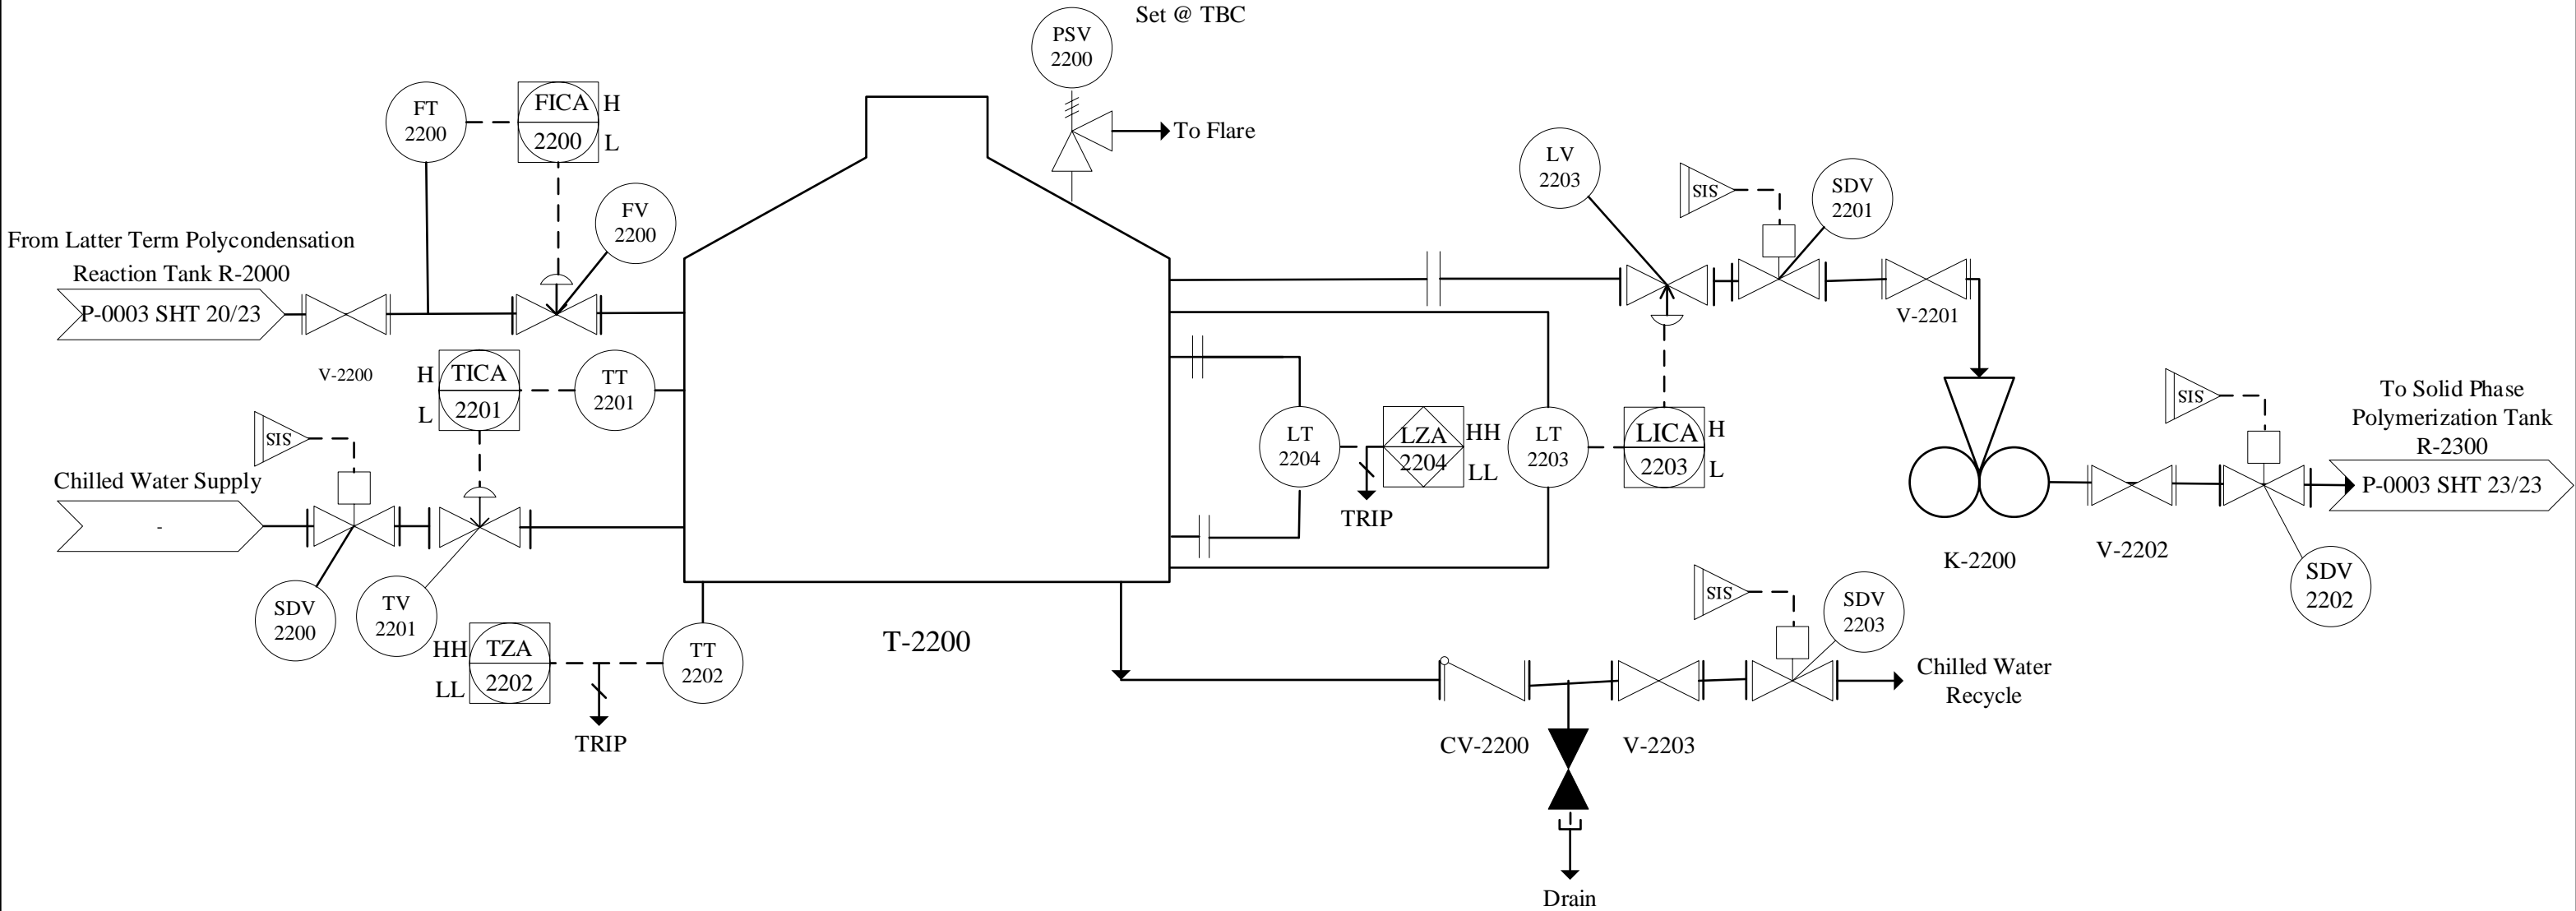 Set @ TBC
PSV
2200
To Flare
FT
2200
FICA
2200
H
L
FV
2200
From Latter Term Polycondensation
Reaction Tank R-2000
P-0003 SHT 20/23
V-2200
TICA
2201
H
L
TT
2201
SIS
Chilled Water Supply
-
SDV
2200
TV
2201
TZA
2202
HH
LL
TT
2202
TRIP
T-2200
LT
2204
LZA
2204
HH
LL
TRIP
LT
2203
LICA
2203
H
L
LV
2203
SIS
SDV
2201
V-2201
K-2200
V-2202
SIS
SDV
2202
To Solid Phase
Polymerization Tank
R-2300
P-0003 SHT 23/23
SIS
SDV
2203
CV-2200
V-2203
Chilled Water
Recycle
Drain